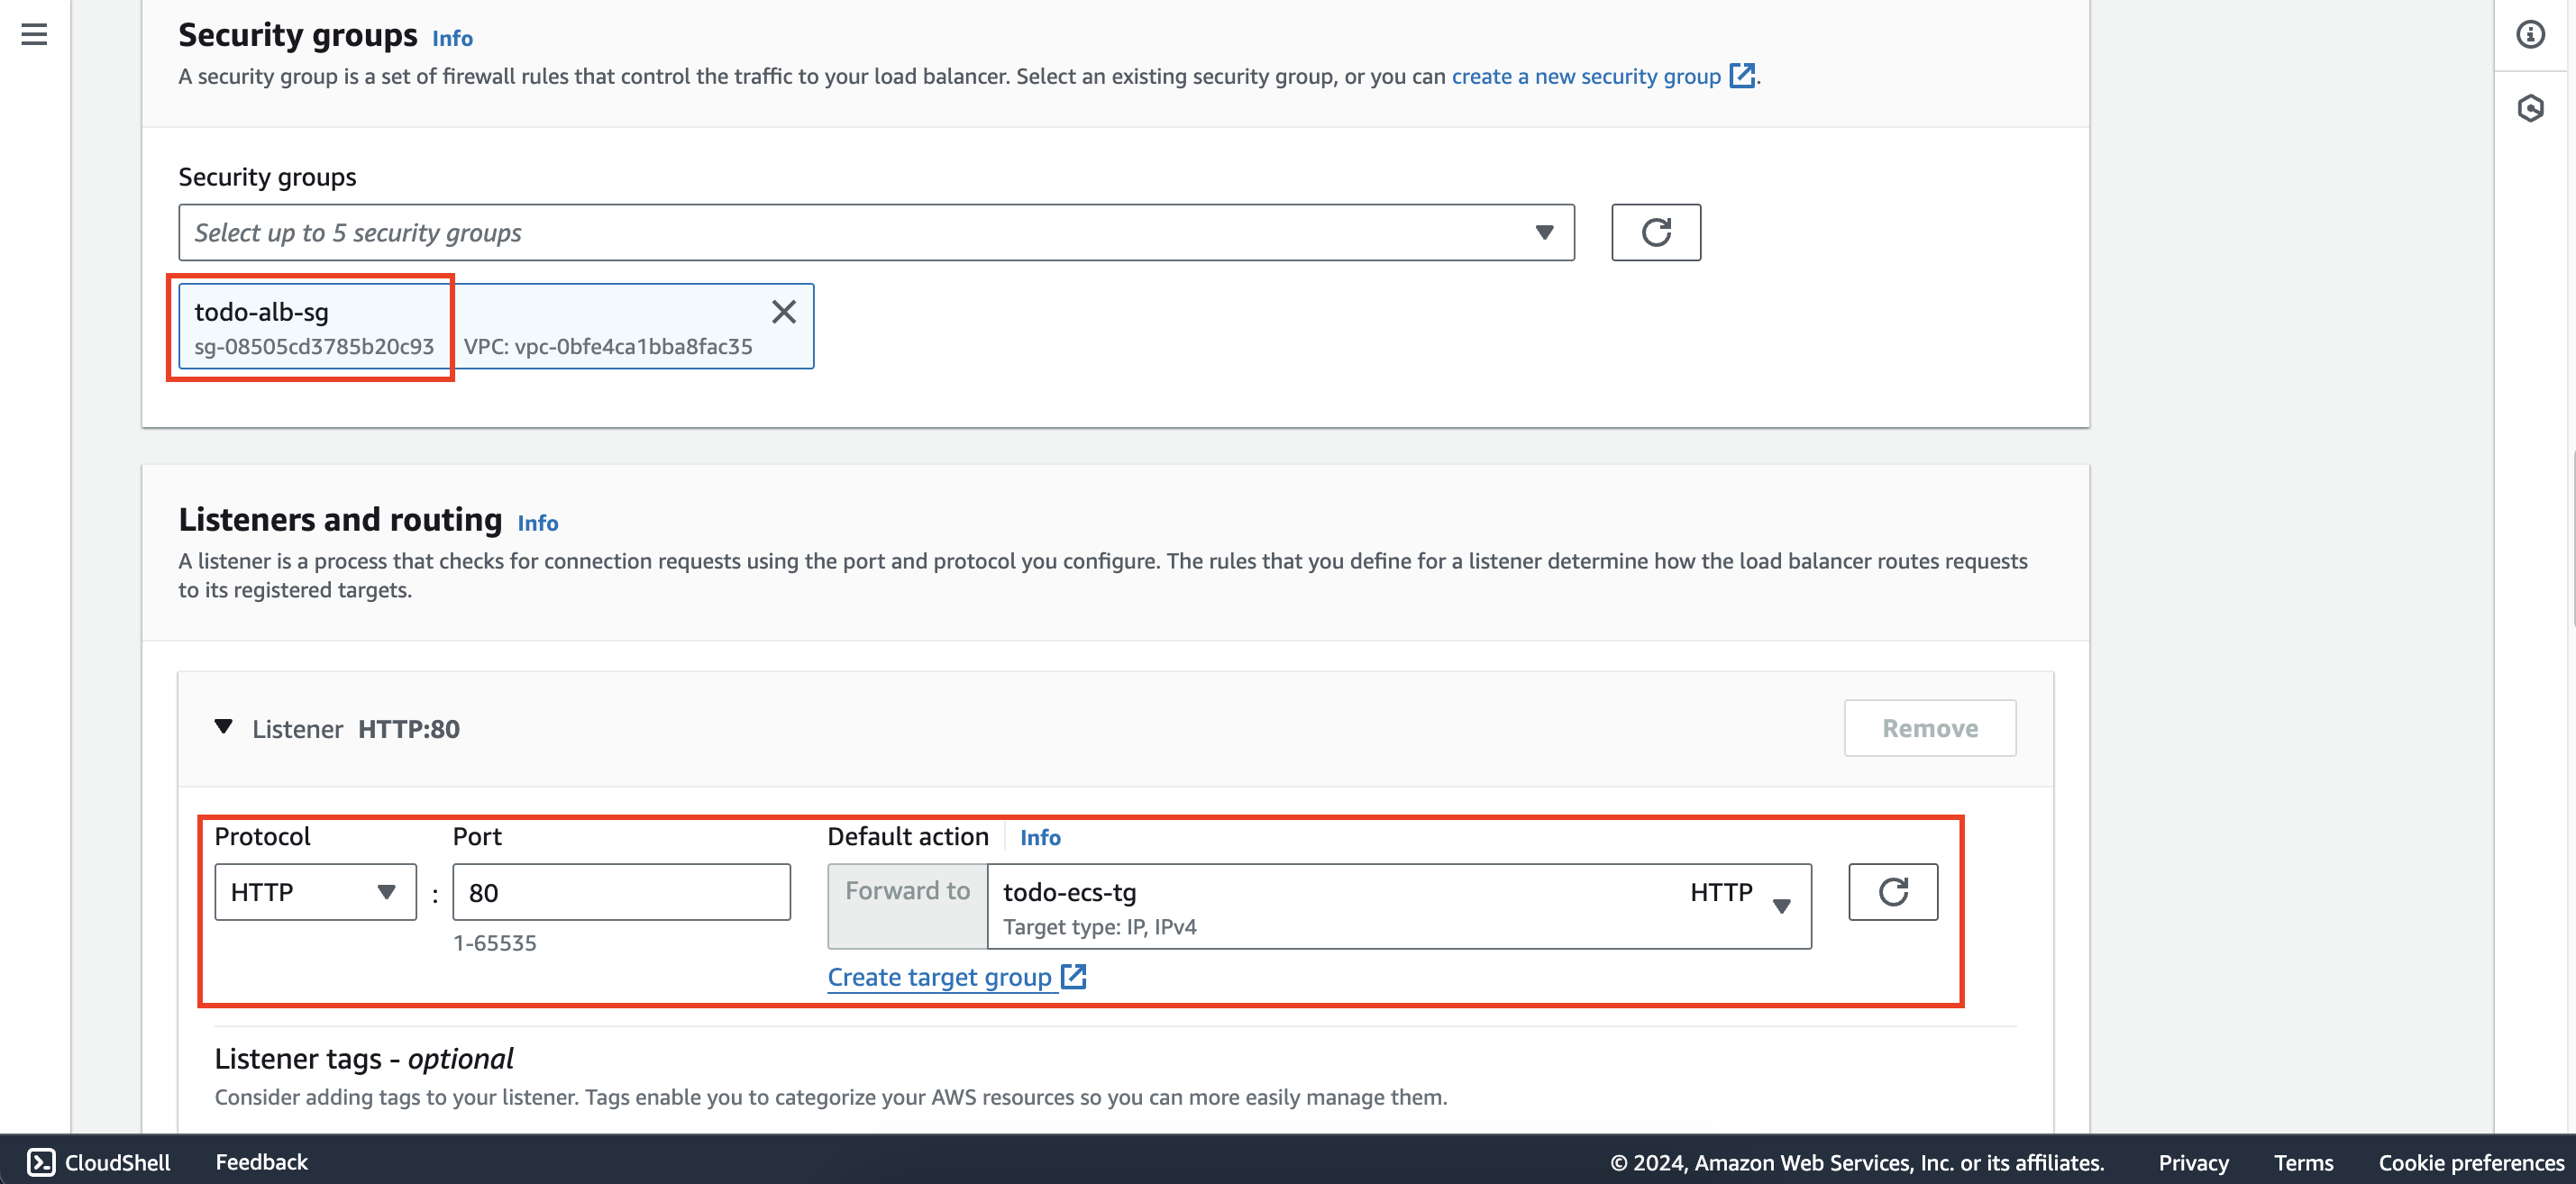 Security groups Info
A security group is a set of firewall rules that control the traffic to your load balancer. Select an existing security group, or you can create a new security group.
Security groups
Select up to 5 security groups
todo-alb-sg
sg-08505cd3785b20c93 VPC: vpc-0bfe4ca1bba8fac35
Listeners and routing Info
A listener is a process that checks for connection requests using the port and protocol you configure. The rules that you define for a listener determine how the load balancer routes requests
to its registered targets.
Listener HTTP:80 Remove
Protocol Port Default action Info
HTTP : 80 Forward to todo-ecs-tg HTTP
Target type: IP, IPv4
1-65535
Create target group
Listener tags - optional
Consider adding tags to your listener. Tags enable you to categorize your AWS resources so you can more easily manage them.
CloudShell Feedback © 2024, Amazon Web Services, Inc. or its affiliates. Privacy Terms Cookie preferences